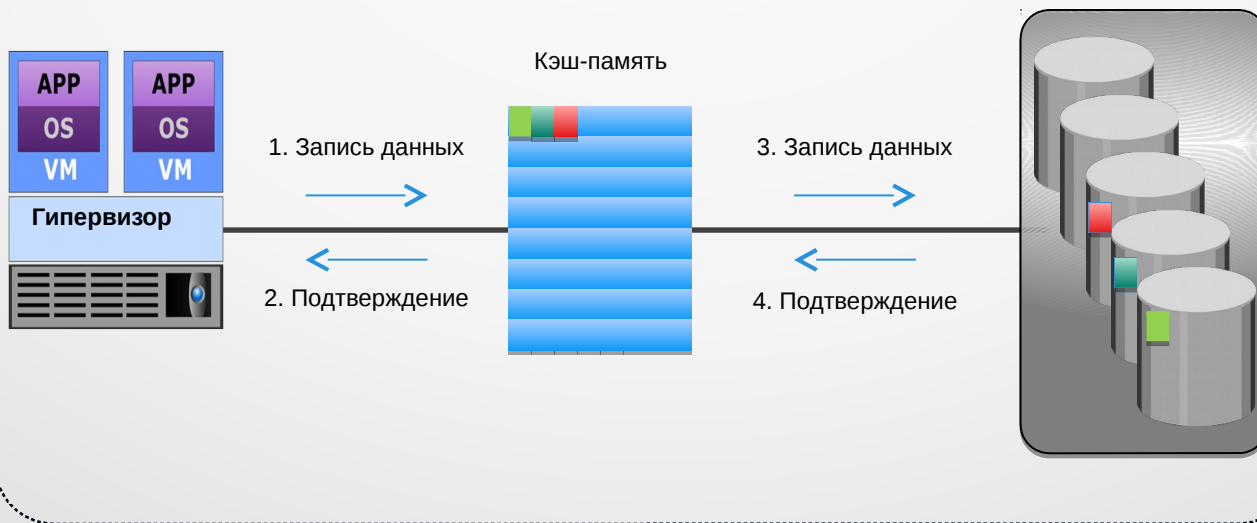 Кэш-память
APP
APP
OS
OS
VM
VM
1. Запись данных
3. Запись данных
Гипервизор
2. Подтверждение
4. Подтверждение